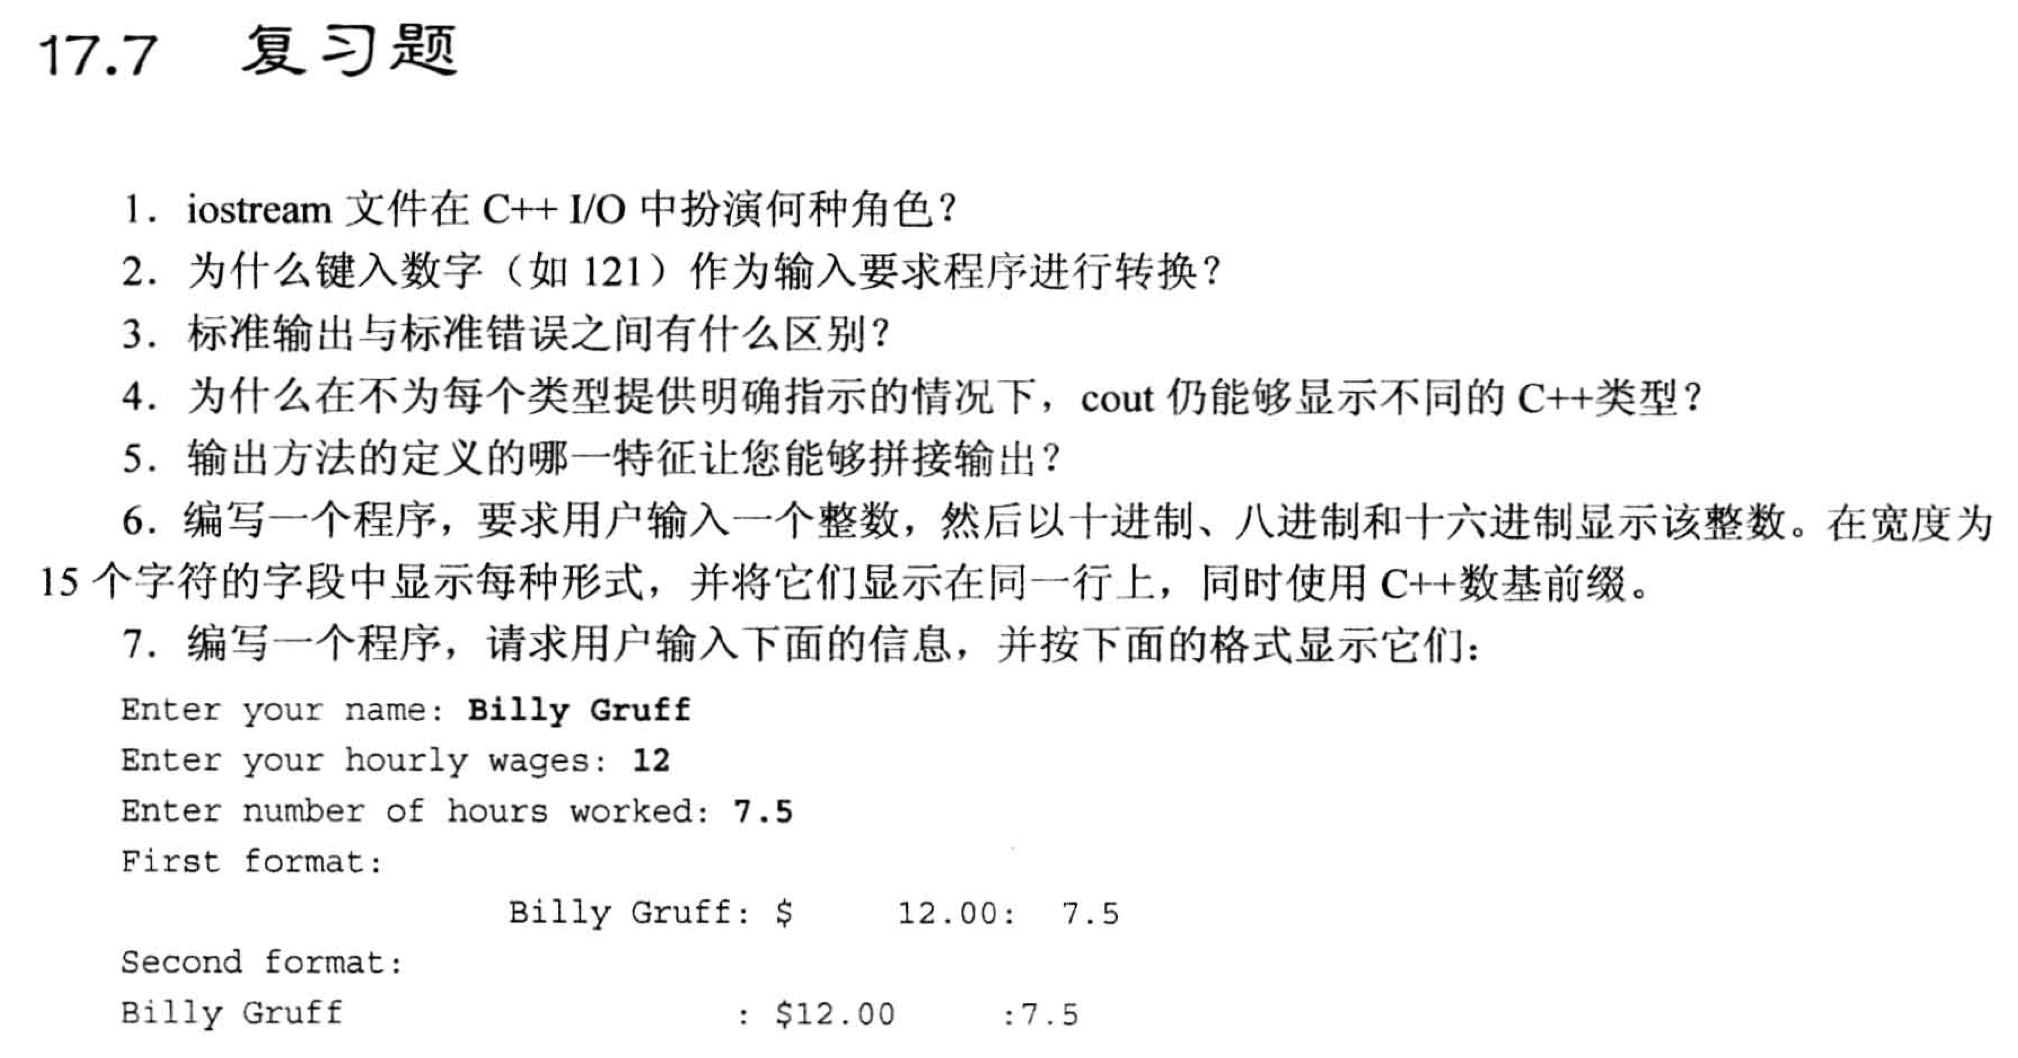 17.7 复习题
1．iostream 文件在 C++ I/O 中扮演何种角色？
2．为什么键入数字（如 121）作为输入要求程序进行转换？
3．标准输出与标准错误之间有什么区别？
4．为什么在不为每个类型提供明确指示的情况下，cout 仍能够显示不同的 C++类型？
5．输出方法的定义的哪一特征让您能够拼接输出？
6．编写一个程序，要求用户输入一个整数，然后以十进制、八进制和十六进制显示该整数。在宽度为
15 个字符的字段中显示每种形式，并将它们显示在同一行上，同时使用 C++数基前缀。
7．编写一个程序，请求用户输入下面的信息，并按下面的格式显示它们：
Enter your name: Billy Gruff
Enter your hourly wages: 12
Enter number of hours worked: 7.5
First format:
                   Billy Gruff: $     12.00:  7.5
Second format:
Billy Gruff                   : $12.00     :7.5